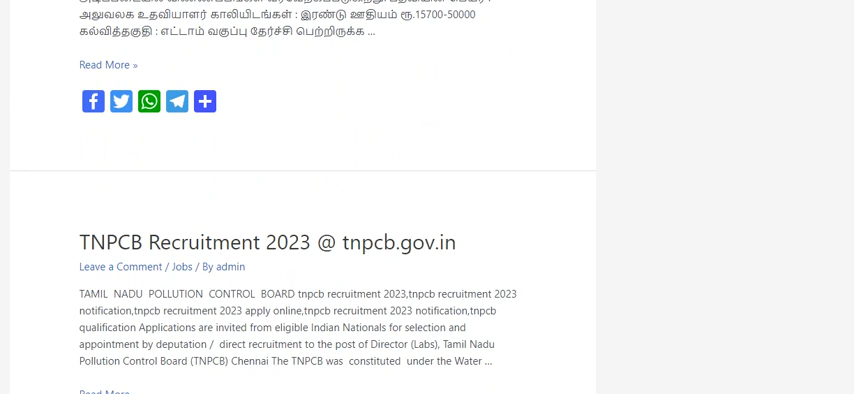 அலுவலக உதவியாளர் காலியிடங்கள் : இரண்டு ஊதியம் ரூ.15700-50000
கல்வித்தகுதி : எட்டாம் வகுப்பு தேர்ச்சி பெற்றிருக்க ...
Read More »
TNPCB Recruitment 2023 @ tnpcb.gov.in
Leave a Comment / Jobs / By admin
TAMIL NADU POLLUTION CONTROL BOARD tnpcb recruitment 2023,tnpcb recruitment 2023
notification,tnpcb recruitment 2023 apply online,tnpcb recruitment 2023 notification,tnpcb
qualification Applications are invited from eligible Indian Nationals for selection and
appointment by deputation / direct recruitment to the post of Director (Labs), Tamil Nadu
Pollution Control Board (TNPCB) Chennai The TNPCB was constituted under the Water ...
Read More